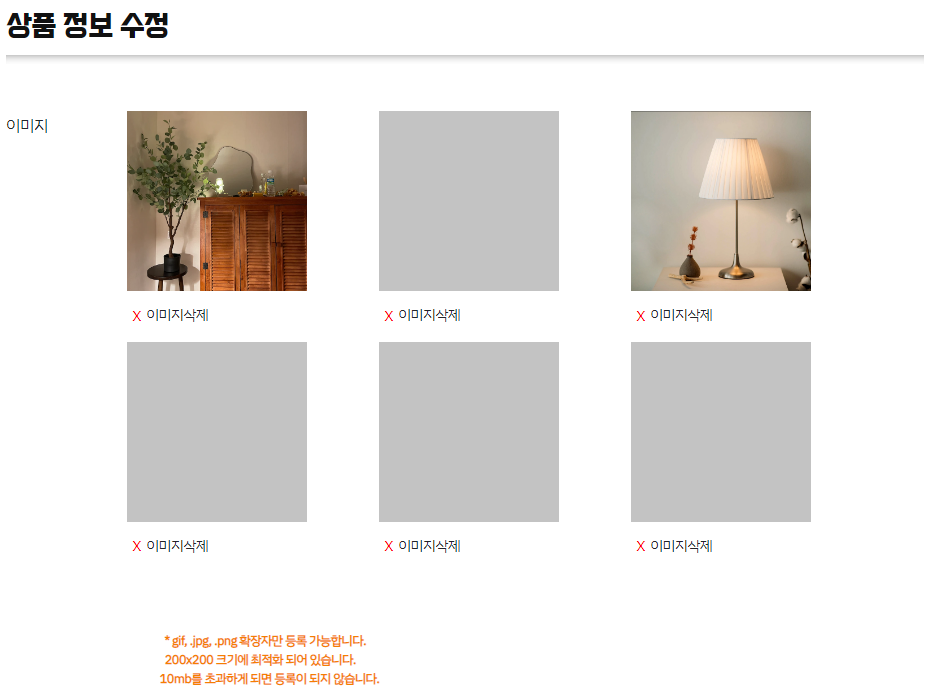 상품 정보 수정
이미지
X 이미지삭제
X 이미지삭제
X 이미지삭제
X 이미지삭제
X 이미지삭제
X 이미지삭제
* gif, .jpg, .png 확장자만 등록 가능합니다.
200x200 크기에 최적화 되어 있습니다.
10mb를 초과하게 되면 등록이 되지 않습니다.